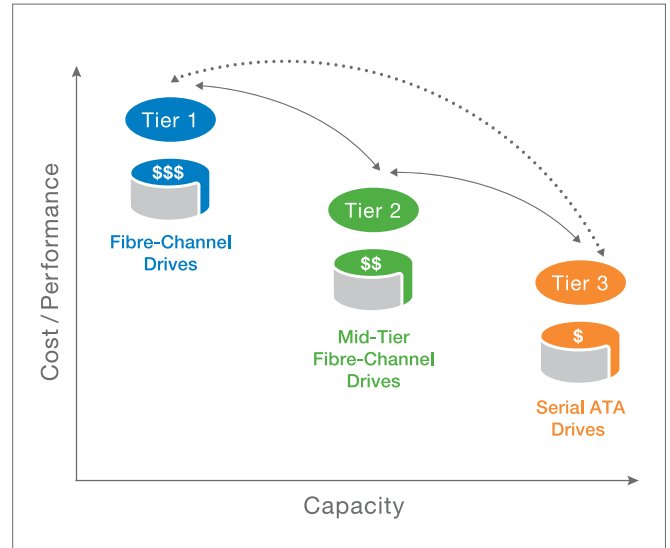 Cost/Performance
Tier 1
$$$
Fibre-Channel
Drives
Tier 2
$$
Mid-Tier
Fibre-Channel
Drives
Tier 3
$
Serial ATA
Drives
Capacity